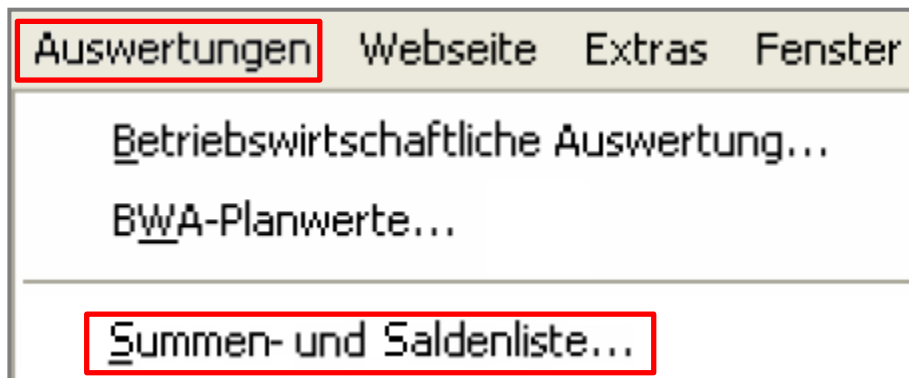 Auswertungen Webseite Extras Fenster
Betriebswirtschaftliche Auswertung...
BWA-Planwerte...
Summen- und Saldenliste...